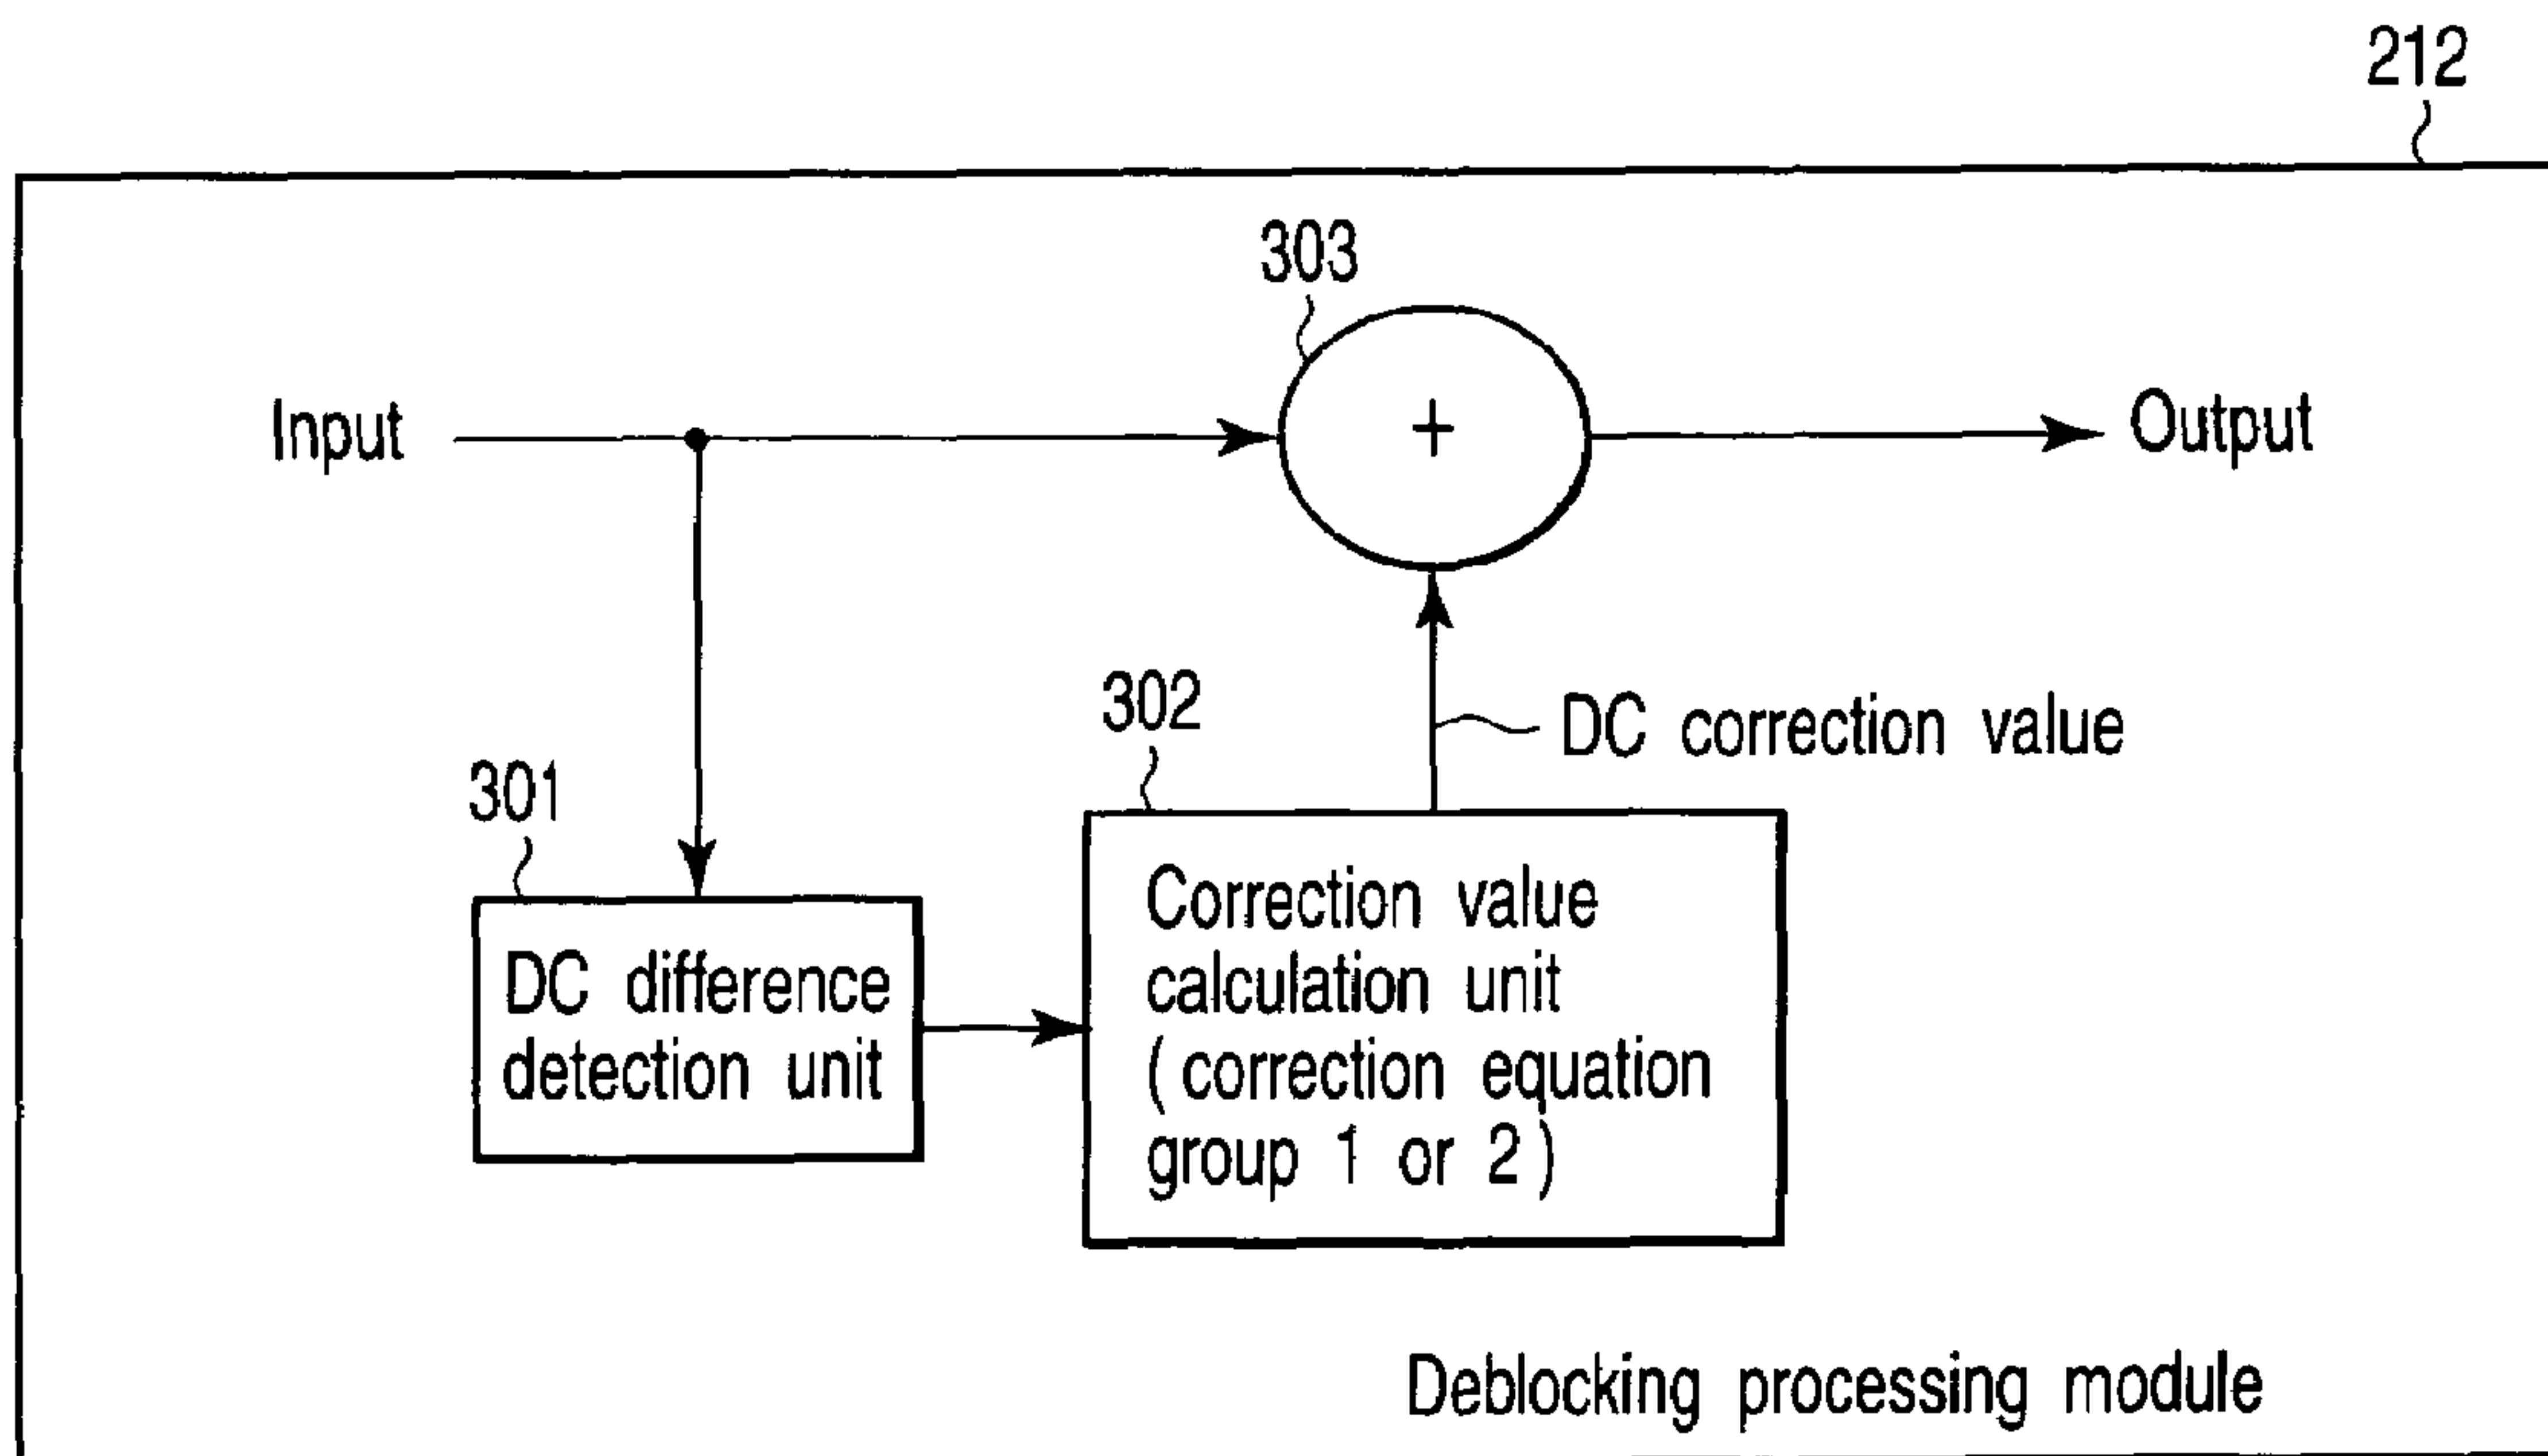 212
303
Input
+
Output
302
DC correction value
301
Correction value
calculation unit
(correction equation
group 1 or 2)
DC difference
detection unit
Deblocking processing module